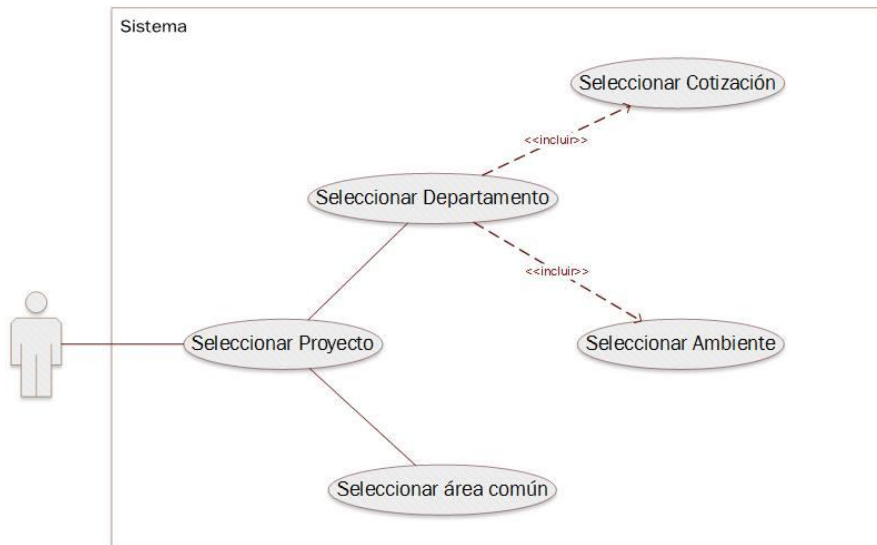 Sistema
Seleccionar Cotización
<<incluir>>
Seleccionar Departamento
<<incluir>>
Seleccionar Proyecto
Seleccionar Ambiente
Seleccionar área común